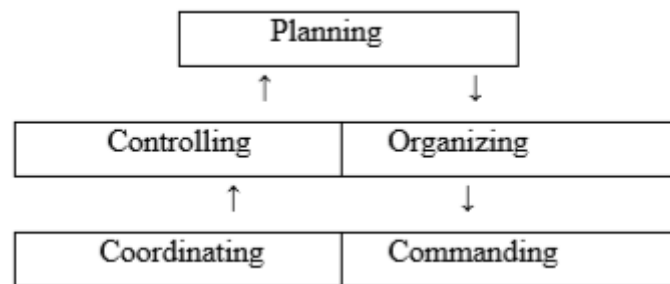 Planning
↑ ↓
Controlling Organizing
↑ ↓
Coordinating Commanding